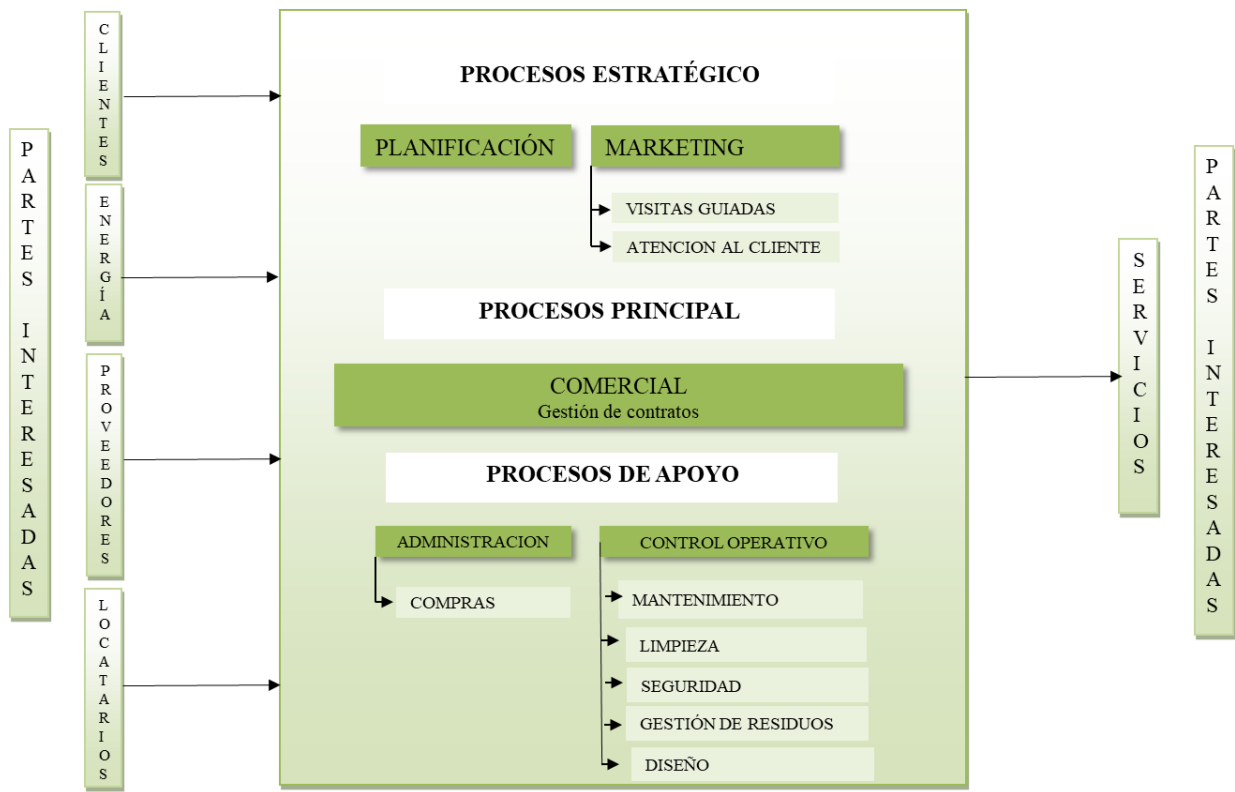 PARTES INTERESADAS
CLIENTES
ENERGÍA
PROVEEDORES
LOCATARIOS
PROCESOS ESTRATÉGICO
PLANIFICACIÓN
MARKETING
VISITAS GUIADAS
ATENCION AL CLIENTE
PROCESOS PRINCIPAL
COMERCIAL
Gestión de contratos
PROCESOS DE APOYO
ADMINISTRACION
COMPRAS
CONTROL OPERATIVO
MANTENIMIENTO
LIMPIEZA
SEGURIDAD
GESTIÓN DE RESIDUOS
DISEÑO
SERVICIOS
PARTES INTERESADAS